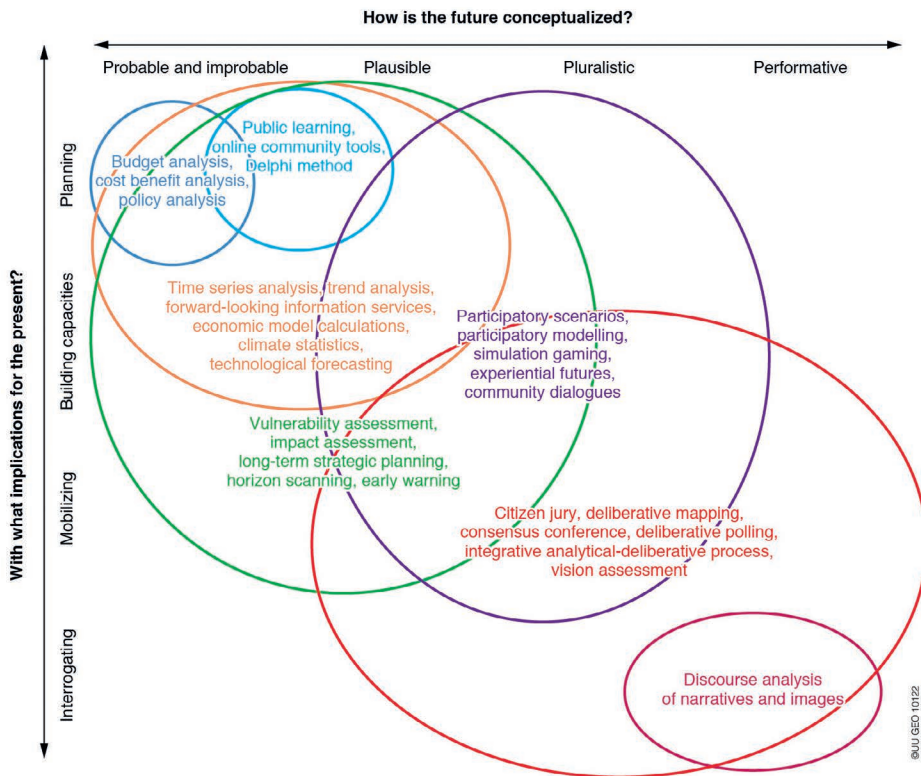 How is the future conceptualized?
Probable and improbable
Plausible
Pluralistic
Performative
With what implications for the present?
Planning
Building capacities
Mobilizing
Interrogating
Public learning,
online community tools,
Delphi method
Budget analysis,
cost benefit analysis,
policy analysis
Time series analysis, trend analysis,
forward-looking information services,
economic model calculations,
climate statistics,
technological forecasting
Participatory scenarios,
participatory modelling,
simulation gaming,
experiential futures,
community dialogues
Vulnerability assessment,
impact assessment,
long-term strategic planning,
horizon scanning, early warning
Citizen jury, deliberative mapping,
consensus conference, deliberative polling,
integrative analytical-deliberative process,
vision assessment
Discourse analysis
of narratives and images
©UU GEO 10122